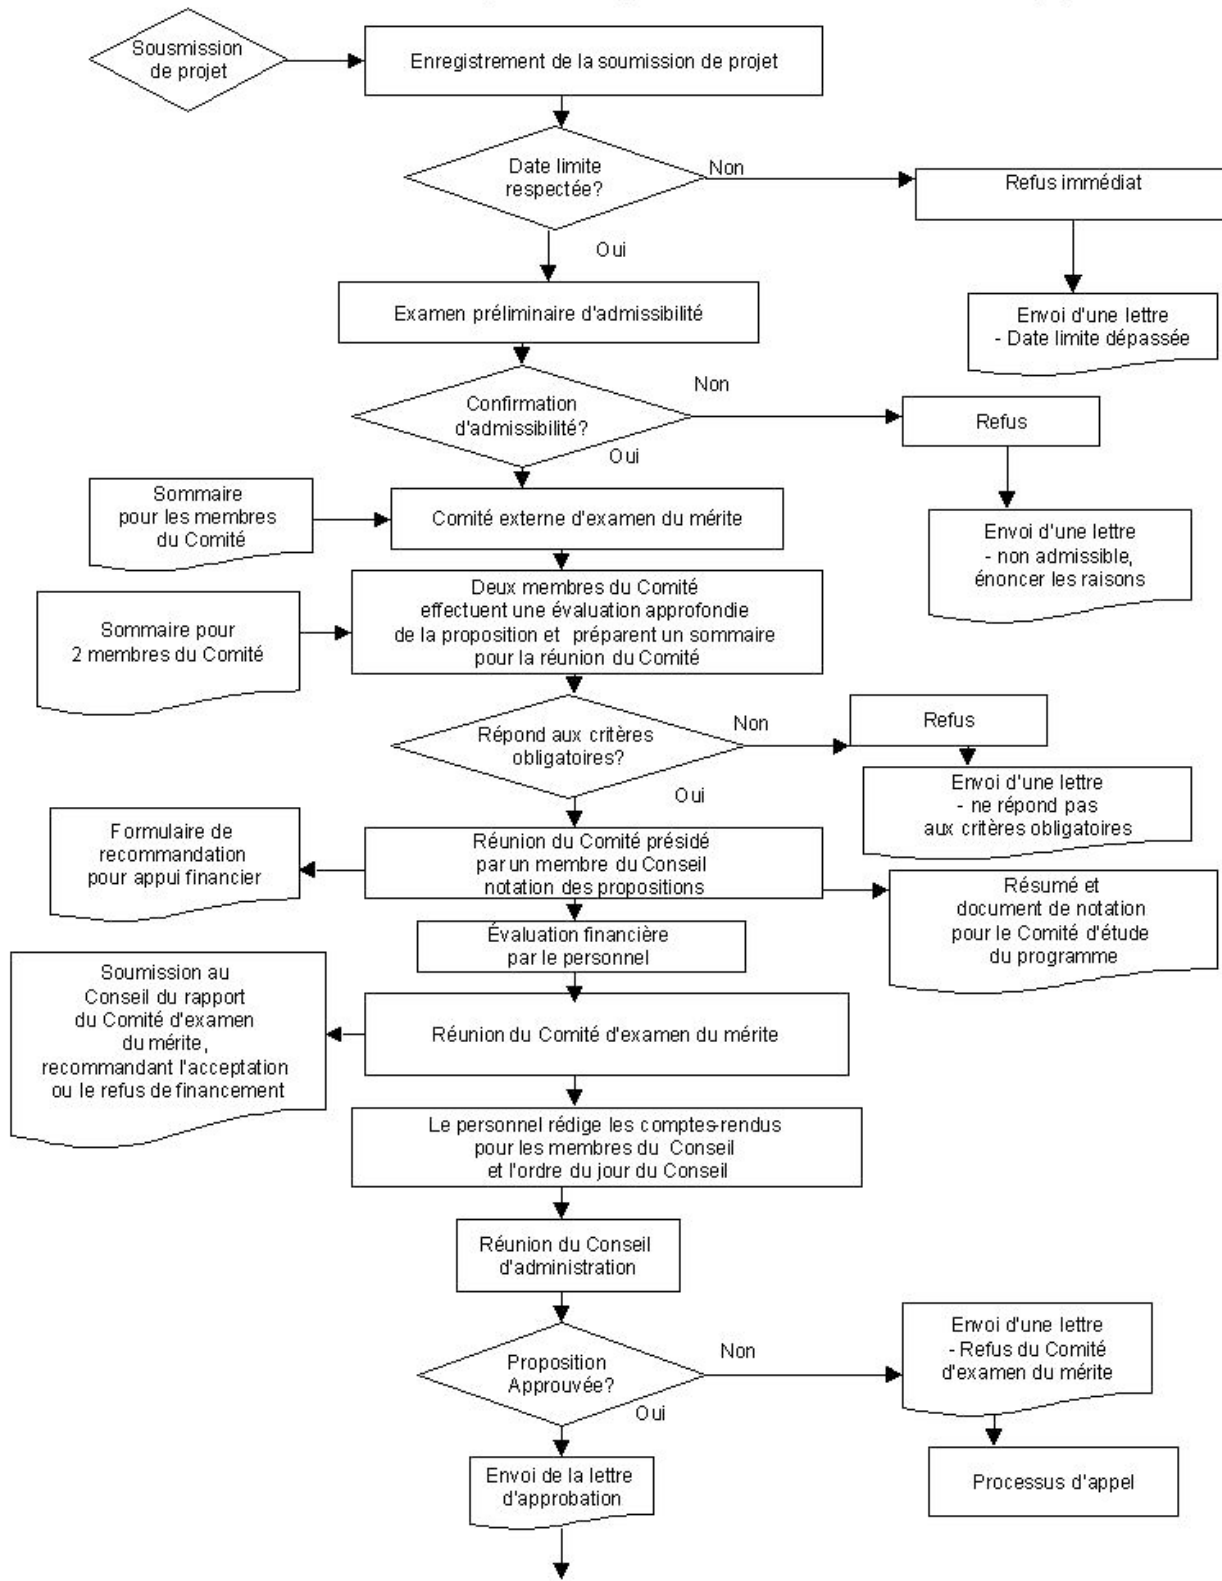 Sousmission
de projet
Enregistrement de la soumission de projet
Date limite
respectée?
Non
Refus immédiat
Oui
Envoi d'une lettre
- Date limite dépassée
Examen préliminaire d'admissibilité
Confirmation
d'admissibilité?
Non
Refus
Oui
Envoi d'une lettre
- non admissible,
énoncer les raisons
Sommaire
pour les membres
du Comité
Comité externe d'examen du mérite
Sommaire pour
2 membres du Comité
Deux membres du Comité
effectuent une évaluation approfondie
de la proposition et préparent un sommaire
pour la réunion du Comité
Répond aux critères
obligatoires?
Non
Refus
Oui
Envoi d'une lettre
- ne répond pas
aux critères obligatoires
Formulaire de
recommandation
pour appui financier
Réunion du Comité présidé
par un membre du Conseil
notation des propositions
Résumé et
document de notation
pour le Comité d'étude
du programme
Évaluation financière
par le personnel
Soumission au
Conseil du rapport
du Comité d'examen
du mérite,
recommandant l'acceptation
ou le refus de financement
Réunion du Comité d'examen du mérite
Le personnel rédige les comptes-rendus
pour les membres du Conseil
et l'ordre du jour du Conseil
Réunion du Conseil
d'administration
Proposition
Approuvée?
Non
Envoi d'une lettre
- Refus du Comité
d'examen du mérite
Oui
Processus d'appel
Envoi de la lettre
d'approbation